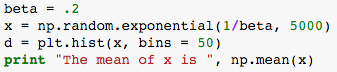 beta = .2
x = np.random.exponential(1/beta, 5000)
d = plt.hist(x, bins = 50)
print "The mean of x is ", np.mean(x)